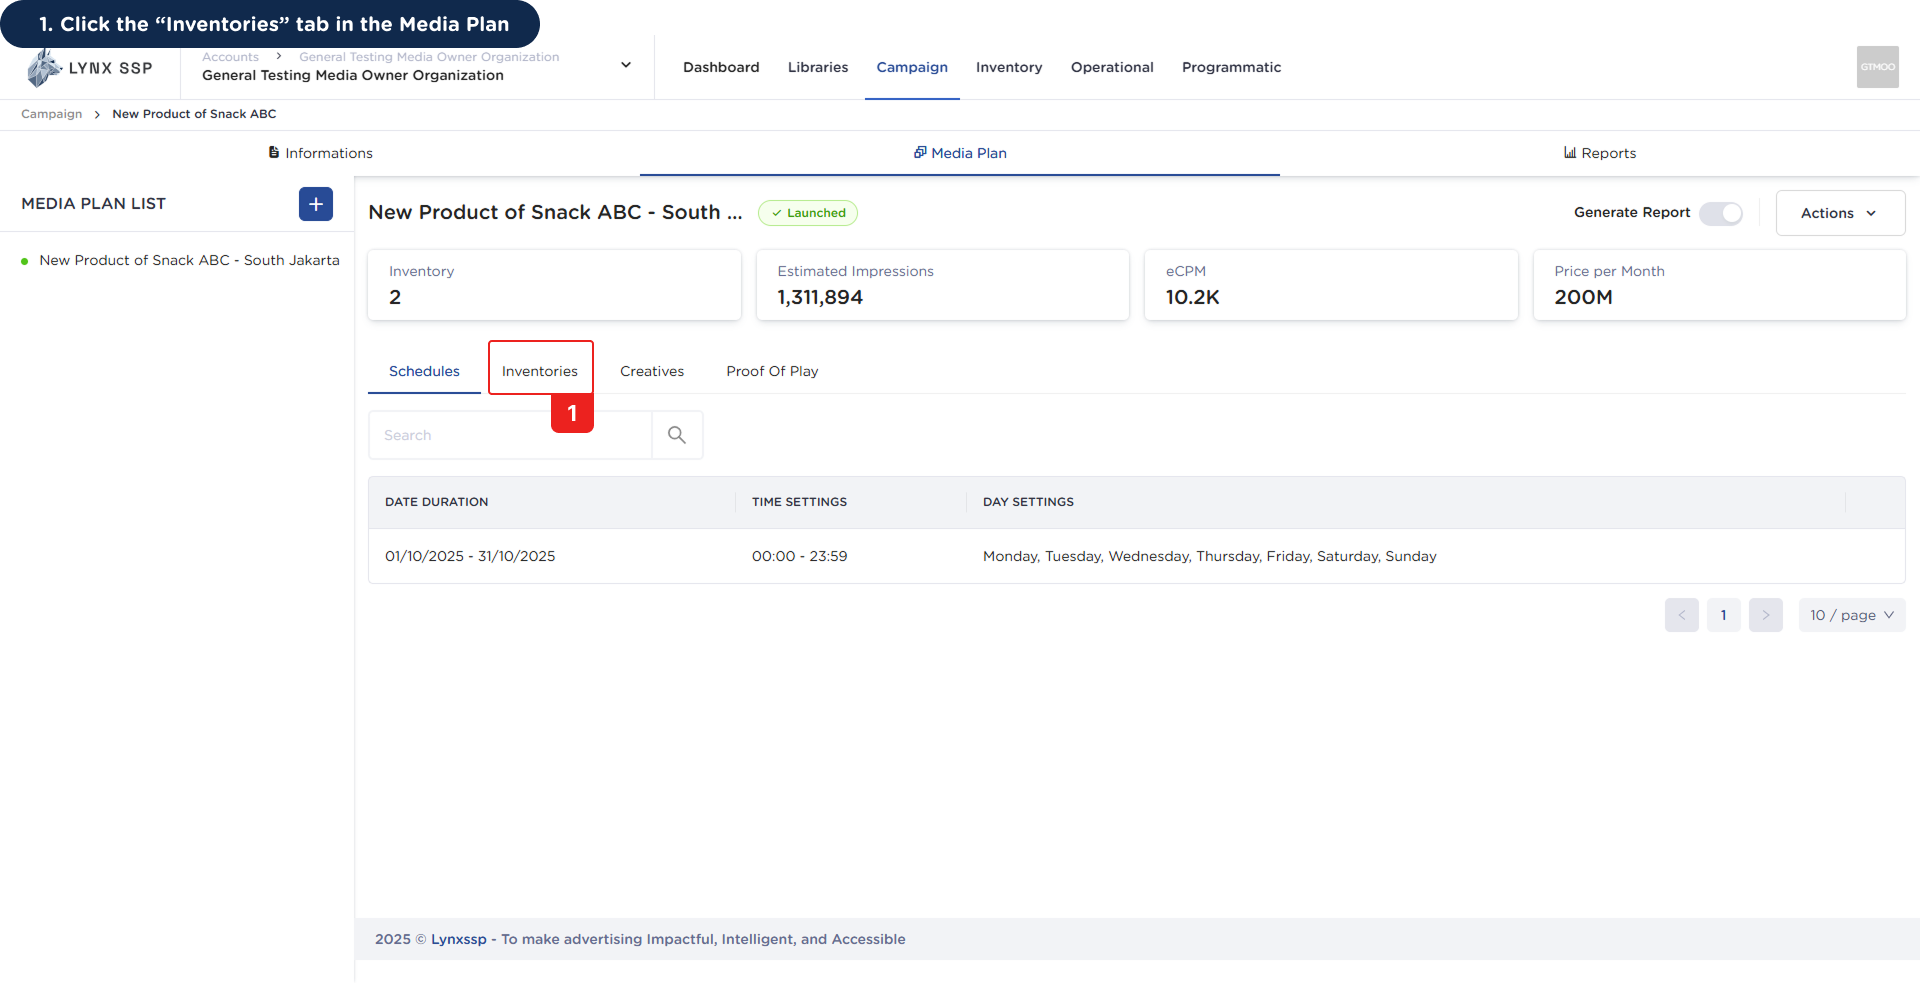 1. Click the “Inventories” tab in the Media Plan
LYNX SSP
Accounts > General Testing Media Owner Organization
General Testing Media Owner Organization
Dashboard Libraries Campaign Inventory Operational Programmatic
GTMOO
Campaign > New Product of Snack ABC
Informations Media Plan Reports
MEDIA PLAN LIST +
New Product of Snack ABC - South ... Launched Generate Report Actions
New Product of Snack ABC - South Jakarta
Inventory Estimated Impressions eCPM Price per Month
2 1,311,894 10.2K 200M
Schedules Inventories Creatives Proof Of Play
1
Search
DATE DURATION TIME SETTINGS DAY SETTINGS
01/10/2025 - 31/10/2025 00:00 - 23:59 Monday, Tuesday, Wednesday, Thursday, Friday, Saturday, Sunday
< 1 > 10 / page
2025 © Lynxssp - To make advertising Impactful, Intelligent, and Accessible